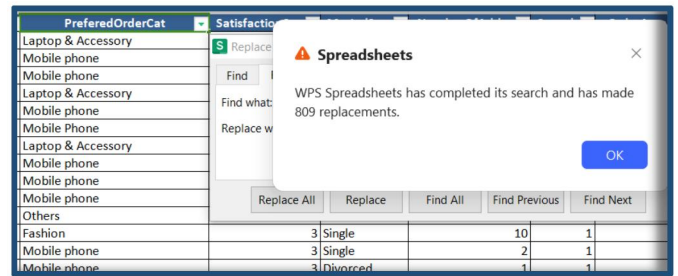 PreferedOrderCat Satisfaction
Laptop & Accessory
S Replace
Spreadsheets
Mobile phone
Mobile phone
Find
Laptop & Accessory
Find what:
WPS Spreadsheets has completed its search and has made
809 replacements.
Mobile phone
Mobile Phone
Replace w
Laptop & Accessory
OK
Mobile phone
Mobile phone
Mobile phone
Replace All Replace Find All Find Previous Find Next
Others
Fashion 3 Single 10 1
Mobile phone 3 Single 2 1
Mobile phone 3 Divorced 1 1